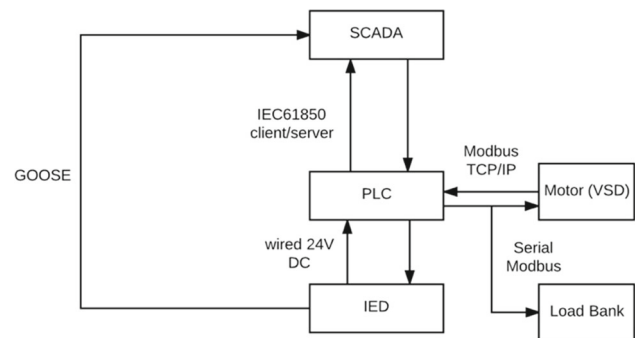 SCADA
IEC61850
client/server
GOOSE
Modbus
TCP/IP
PLC
Motor (VSD)
wired 24V
DC
Serial
Modbus
IED
Load Bank